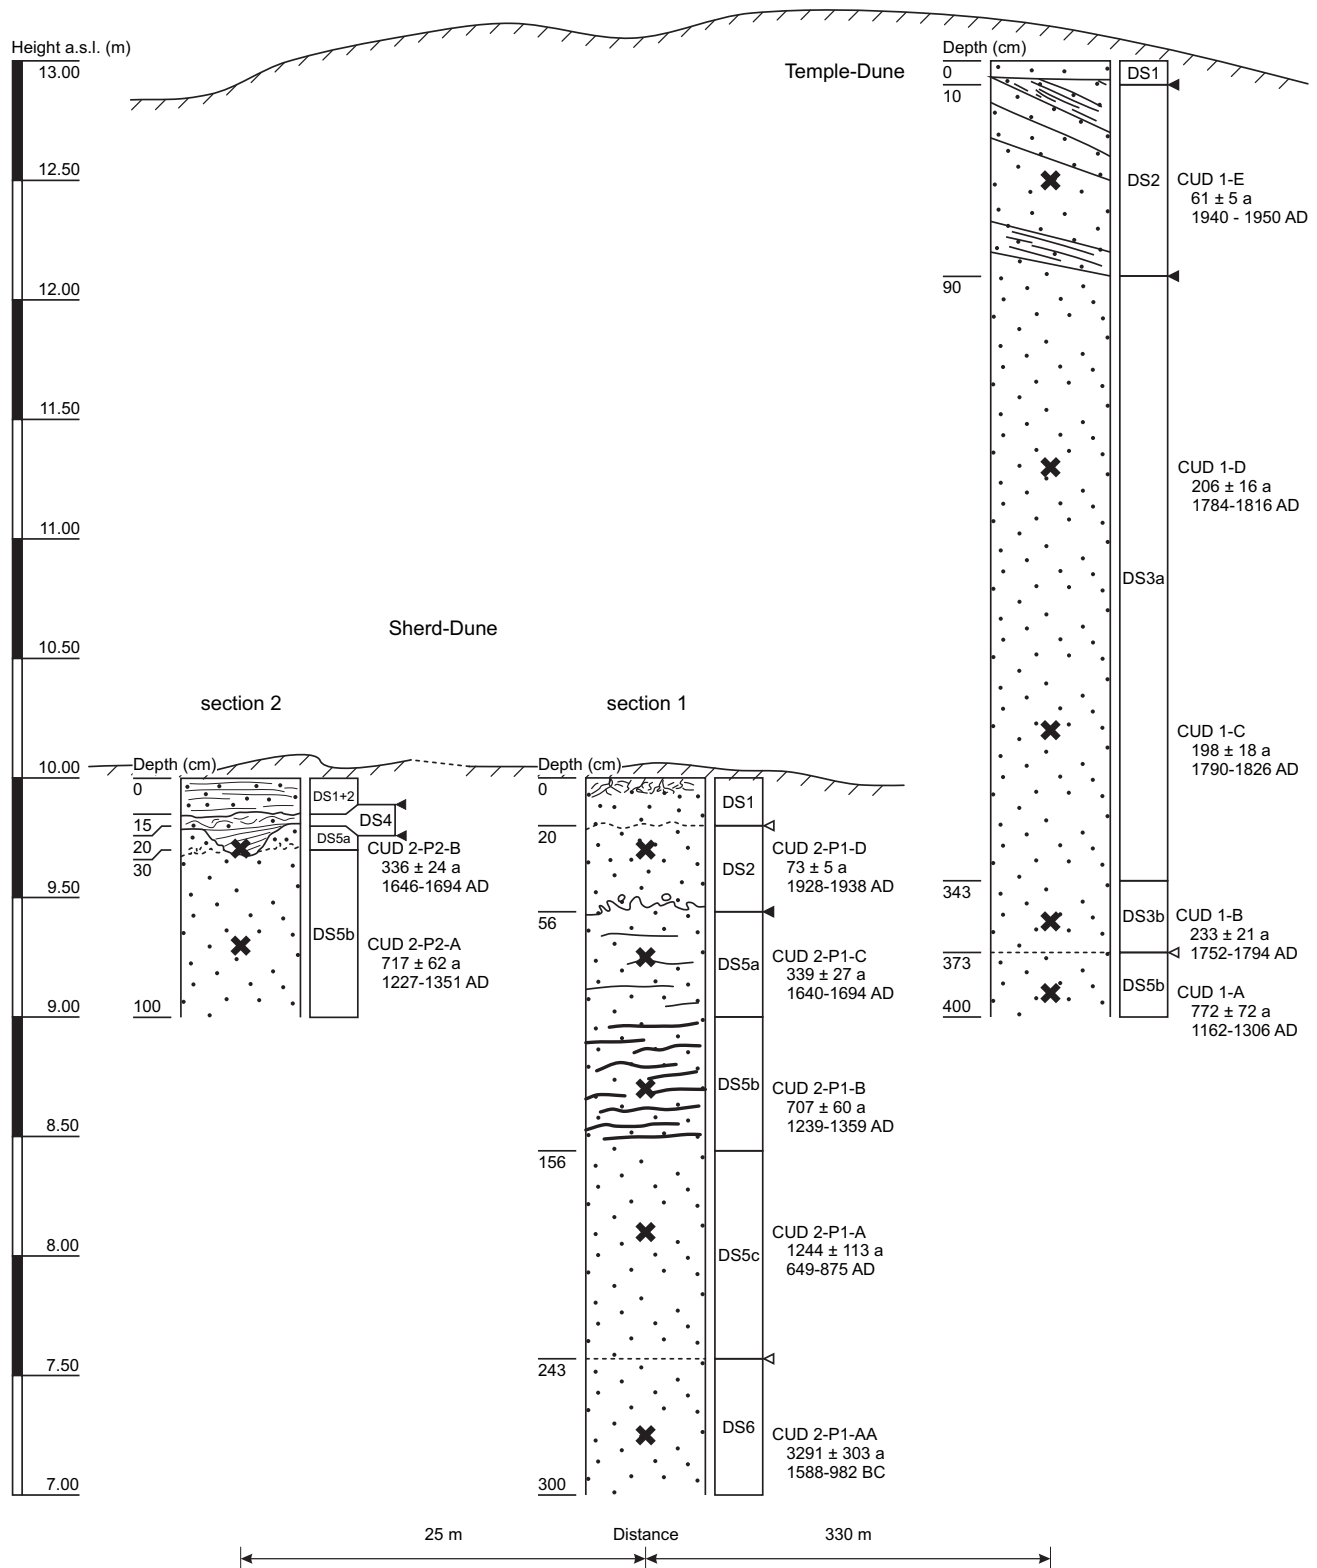 Height a.s.l. (m)
13.00
12.50
12.00
11.50
11.00
10.50
10.00
9.50
9.00
8.50
8.00
7.50
7.00
Temple-Dune
Sherd-Dune
section 2
Depth (cm)
0
15
20
30
100
DS1+2
DS4
DS5a
DS5b
CUD 2-P2-B
336 ± 24 a
1646-1694 AD
CUD 2-P2-A
717 ± 62 a
1227-1351 AD
section 1
Depth (cm)
0
20
56
156
243
300
DS1
DS2
DS5a
DS5b
DS5c
DS6
CUD 2-P1-D
73 ± 5 a
1928-1938 AD
CUD 2-P1-C
339 ± 27 a
1640-1694 AD
CUD 2-P1-B
707 ± 60 a
1239-1359 AD
CUD 2-P1-A
1244 ± 113 a
649-875 AD
CUD 2-P1-AA
3291 ± 303 a
1588-982 BC
Depth (cm)
0
10
90
343
373
400
DS1
DS2
DS3a
DS3b
DS5b
CUD 1-E
61 ± 5 a
1940 - 1950 AD
CUD 1-D
206 ± 16 a
1784-1816 AD
CUD 1-C
198 ± 18 a
1790-1826 AD
CUD 1-B
233 ± 21 a
1752-1794 AD
CUD 1-A
772 ± 72 a
1162-1306 AD
25 m
Distance
330 m